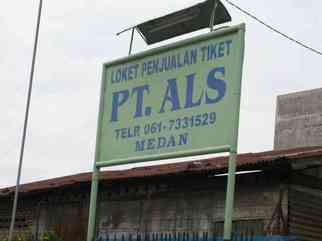 LOKET PENJUALAN TIKET
PT. ALS
TELP. 061-7331529
MEDAN